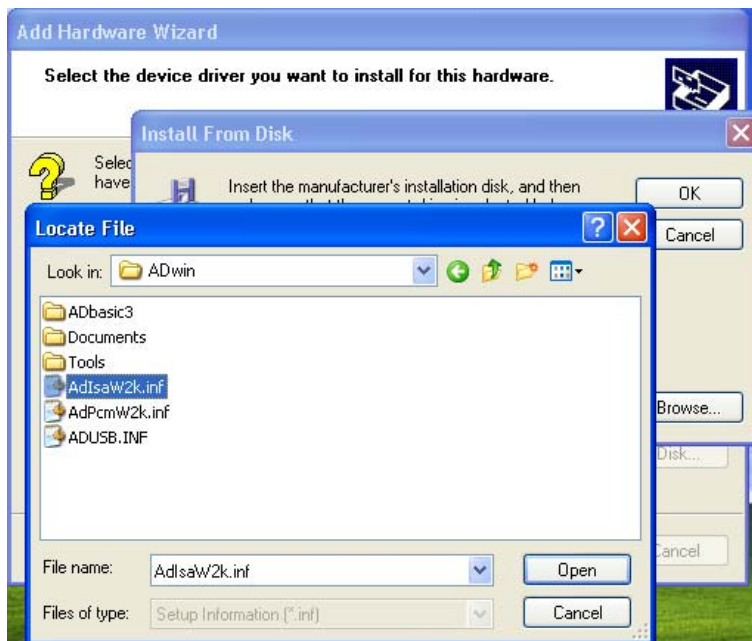 Add Hardware Wizard
Select the device driver you want to install for this hardware.
Install From Disk
have
Insert the manufacturer's installation disk, and then
OK
Cancel
Locate File
Look in: ADwin
ADbasic3
Documents
Tools
AdIsaW2k.inf
AdPcmW2k.inf
ADUSB.INF
Browse...
Disk...
Cancel
File name: AdIsaW2k.inf Open
Files of type: Setup Information (*.inf) Cancel